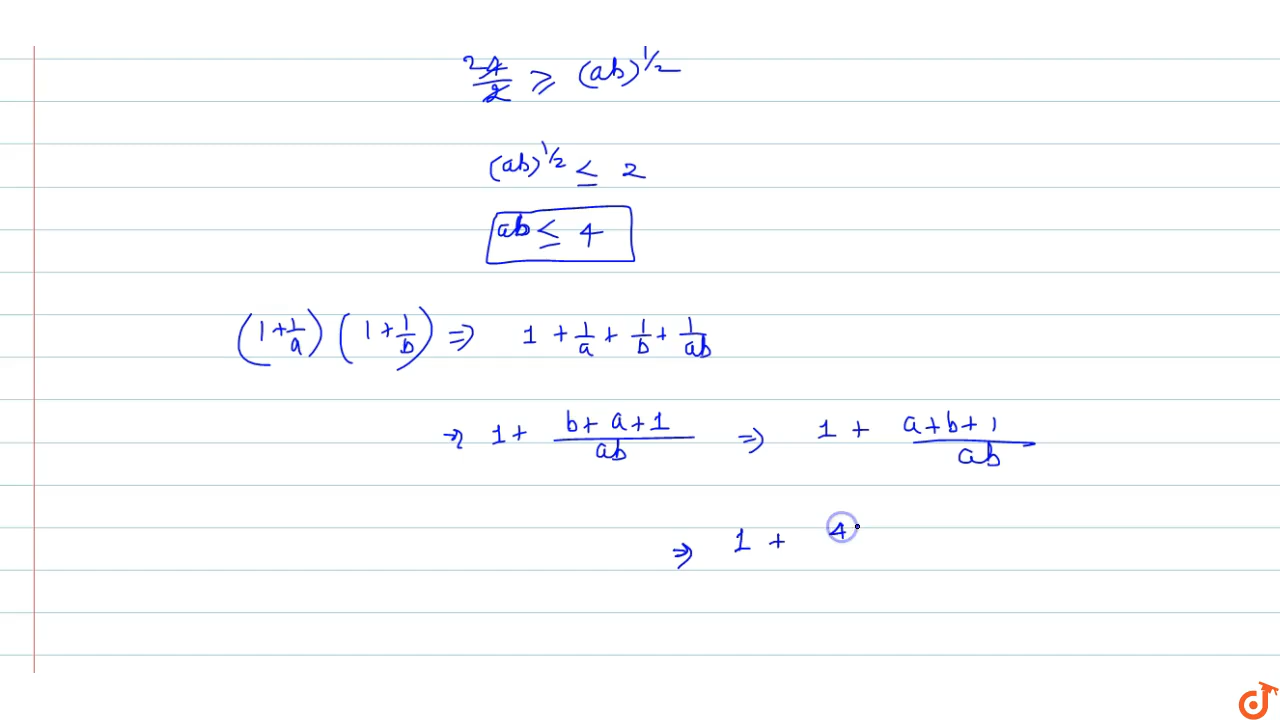 24/2 ⩾ (ab)^1/2
(ab)^1/2 ≤ 2
ab ≤ 4
(1+1/a) (1+1/b) ⇒ 1 + 1/a + 1/b + 1/ab
⇒ 1 + (b+a+1)/ab ⇒ 1 + (a+b+1)/ab
⇒ 1 + 4